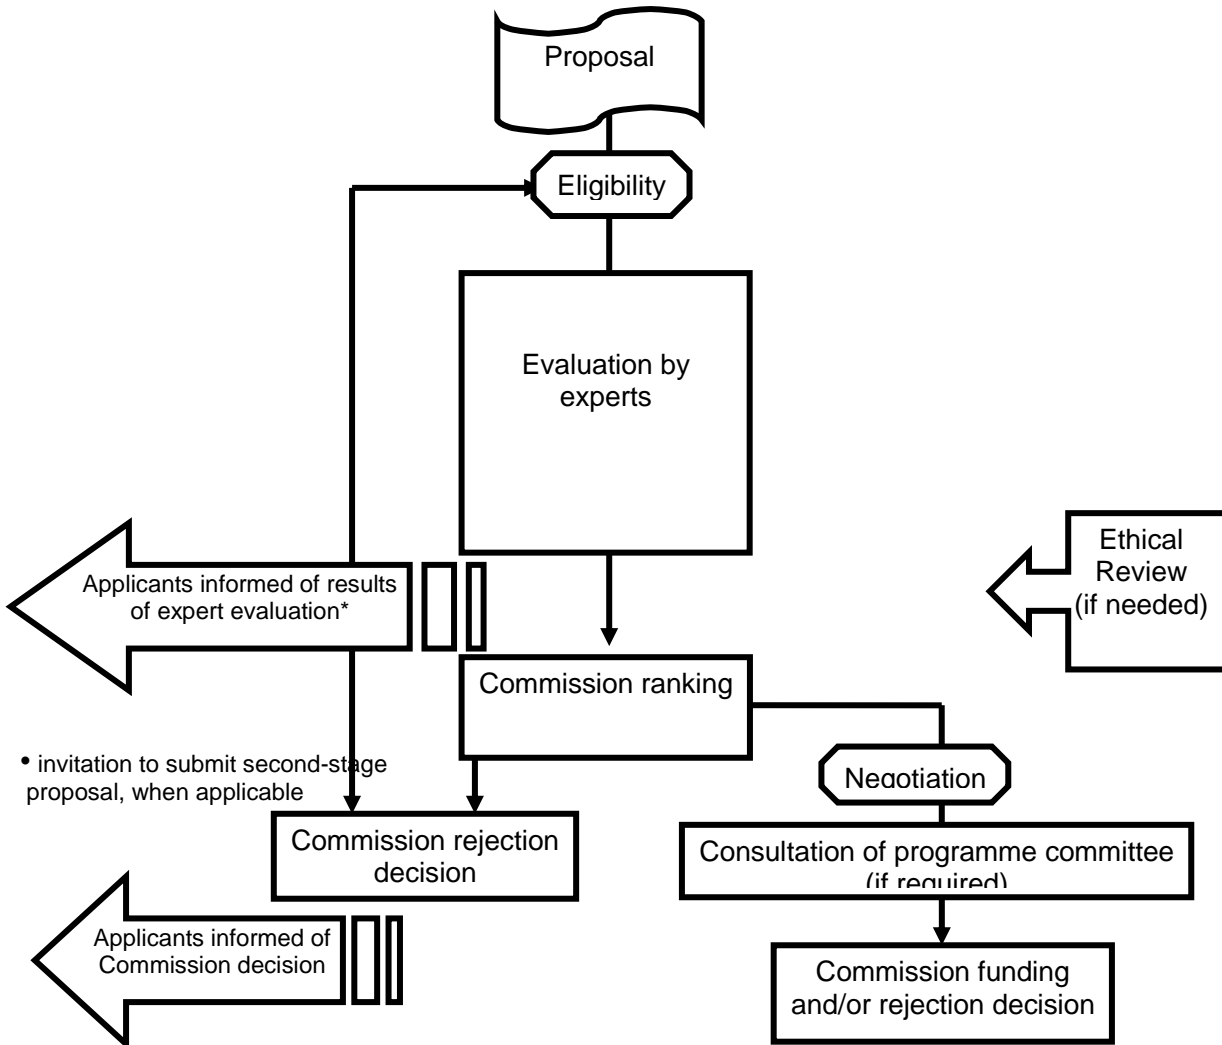 Proposal
Eligibility
Evaluation by
experts
Ethical
Review
(if needed)
Applicants informed of results
of expert evaluation*
Commission ranking
• invitation to submit second-stage
proposal, when applicable
Negotiation
Commission rejection
decision
Consultation of programme committee
(if required)
Applicants informed of
Commission decision
Commission funding
and/or rejection decision